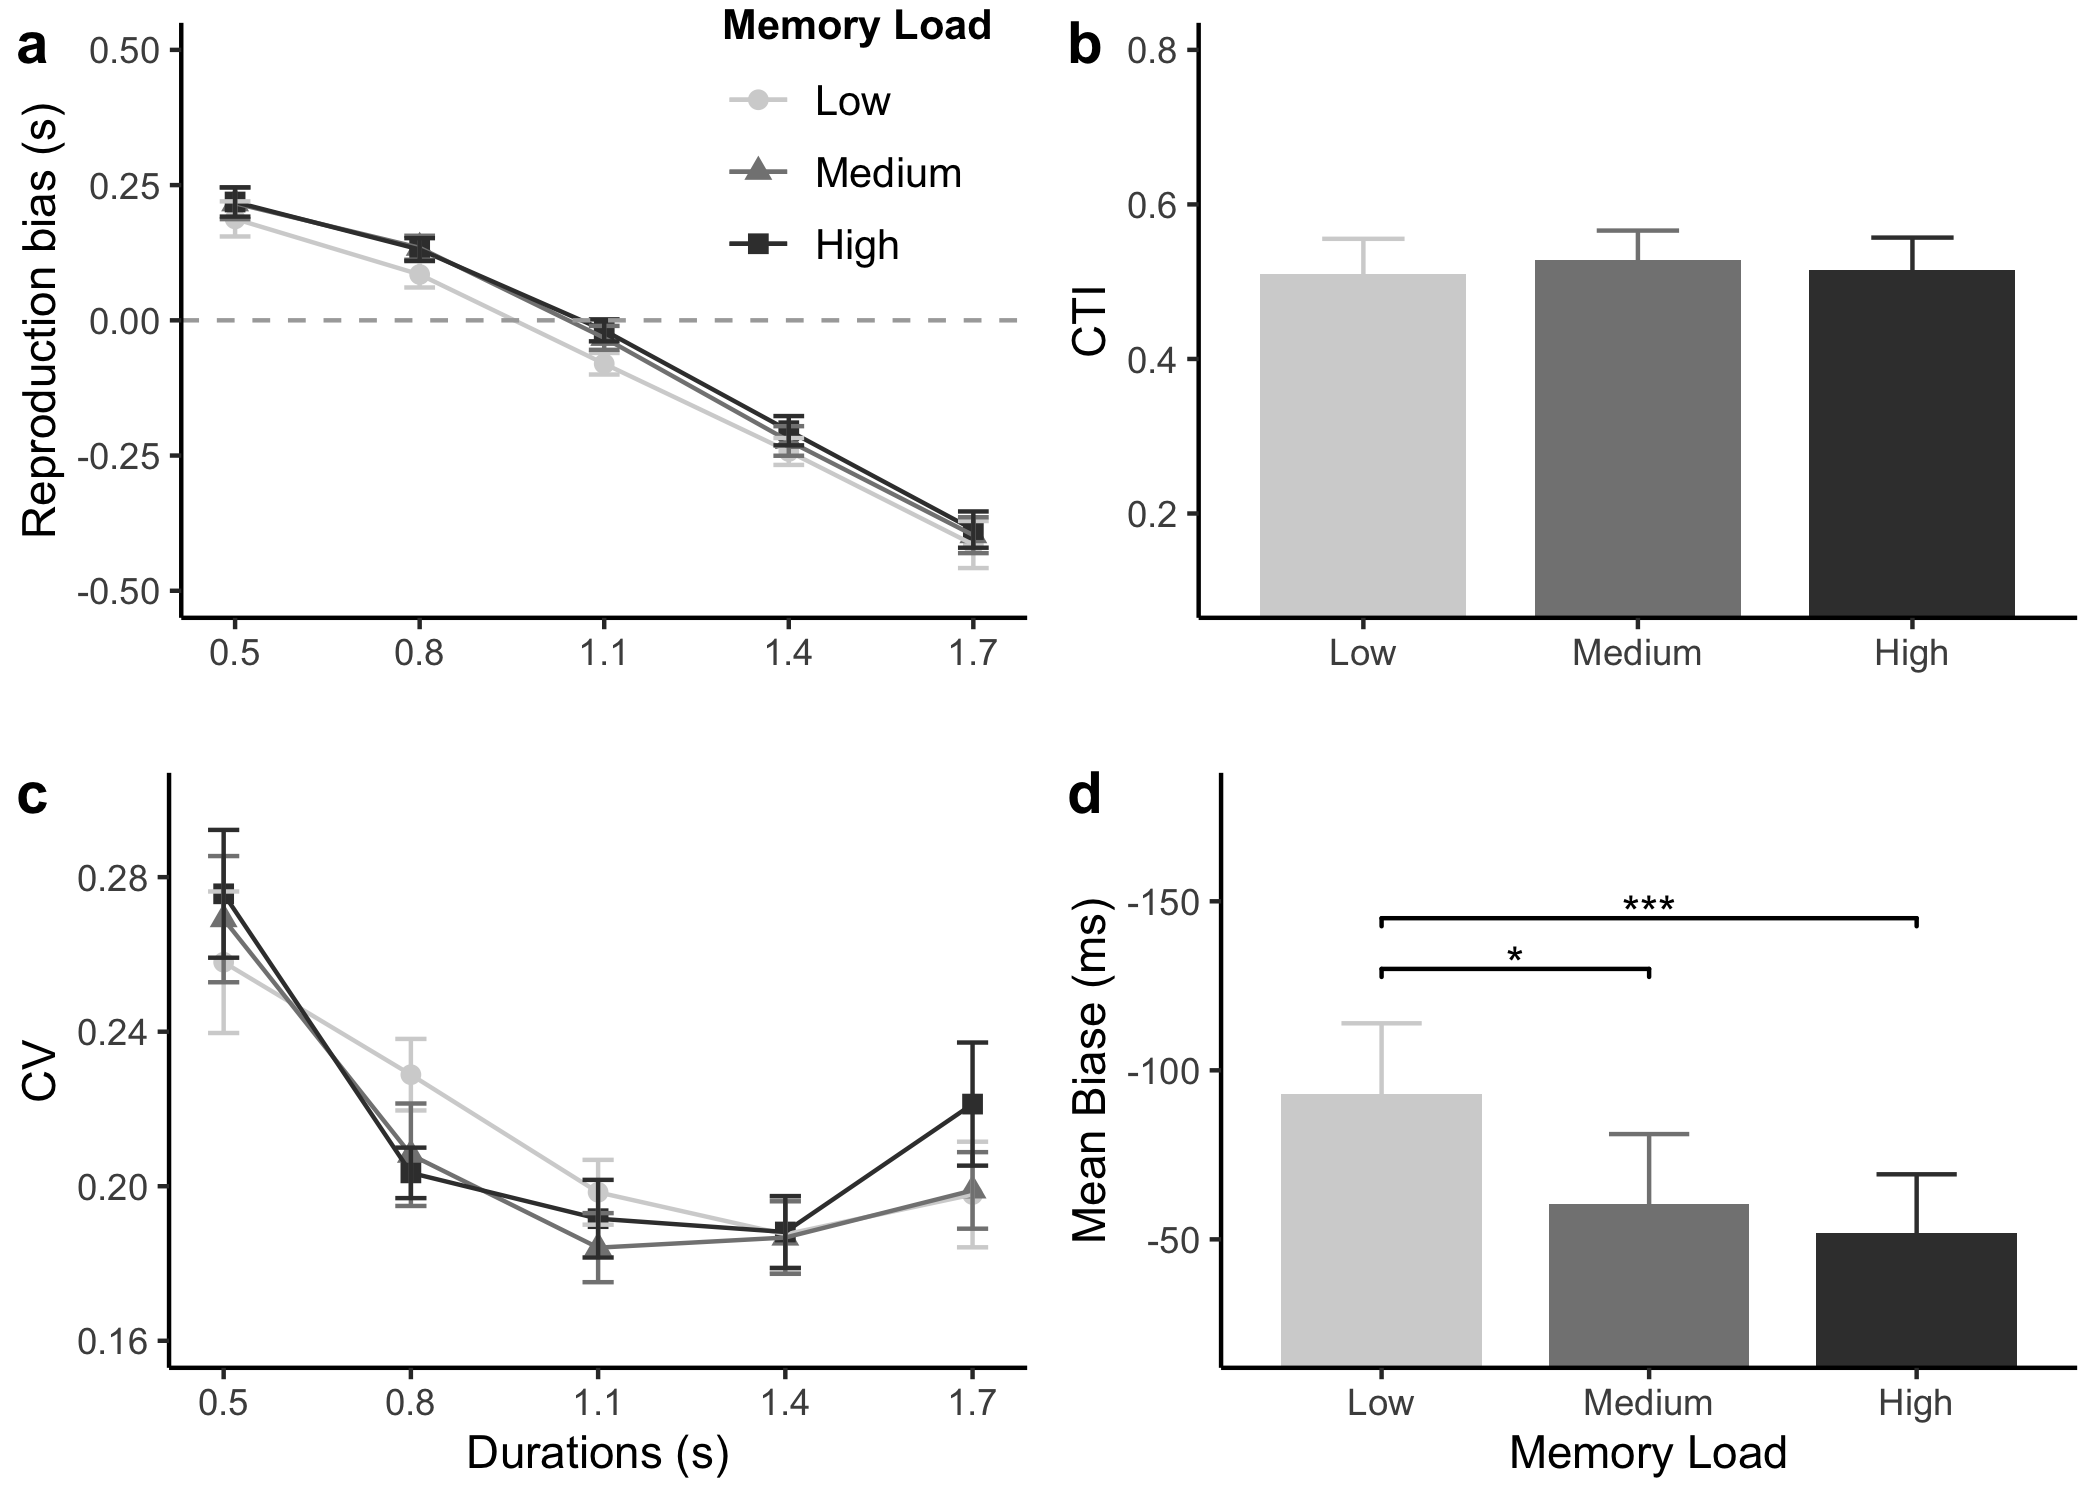 a
Memory Load
Low
Medium
High
Reproduction bias (s)
0.50
0.25
0.00
-0.25
-0.50
0.5 0.8 1.1 1.4 1.7
b
CTI
0.8
0.6
0.4
0.2
Low Medium High
c
CV
0.28
0.24
0.20
0.16
0.5 0.8 1.1 1.4 1.7
Durations (s)
d
Mean Biase (ms)
-150
-100
-50
***
*
Low Medium High
Memory Load